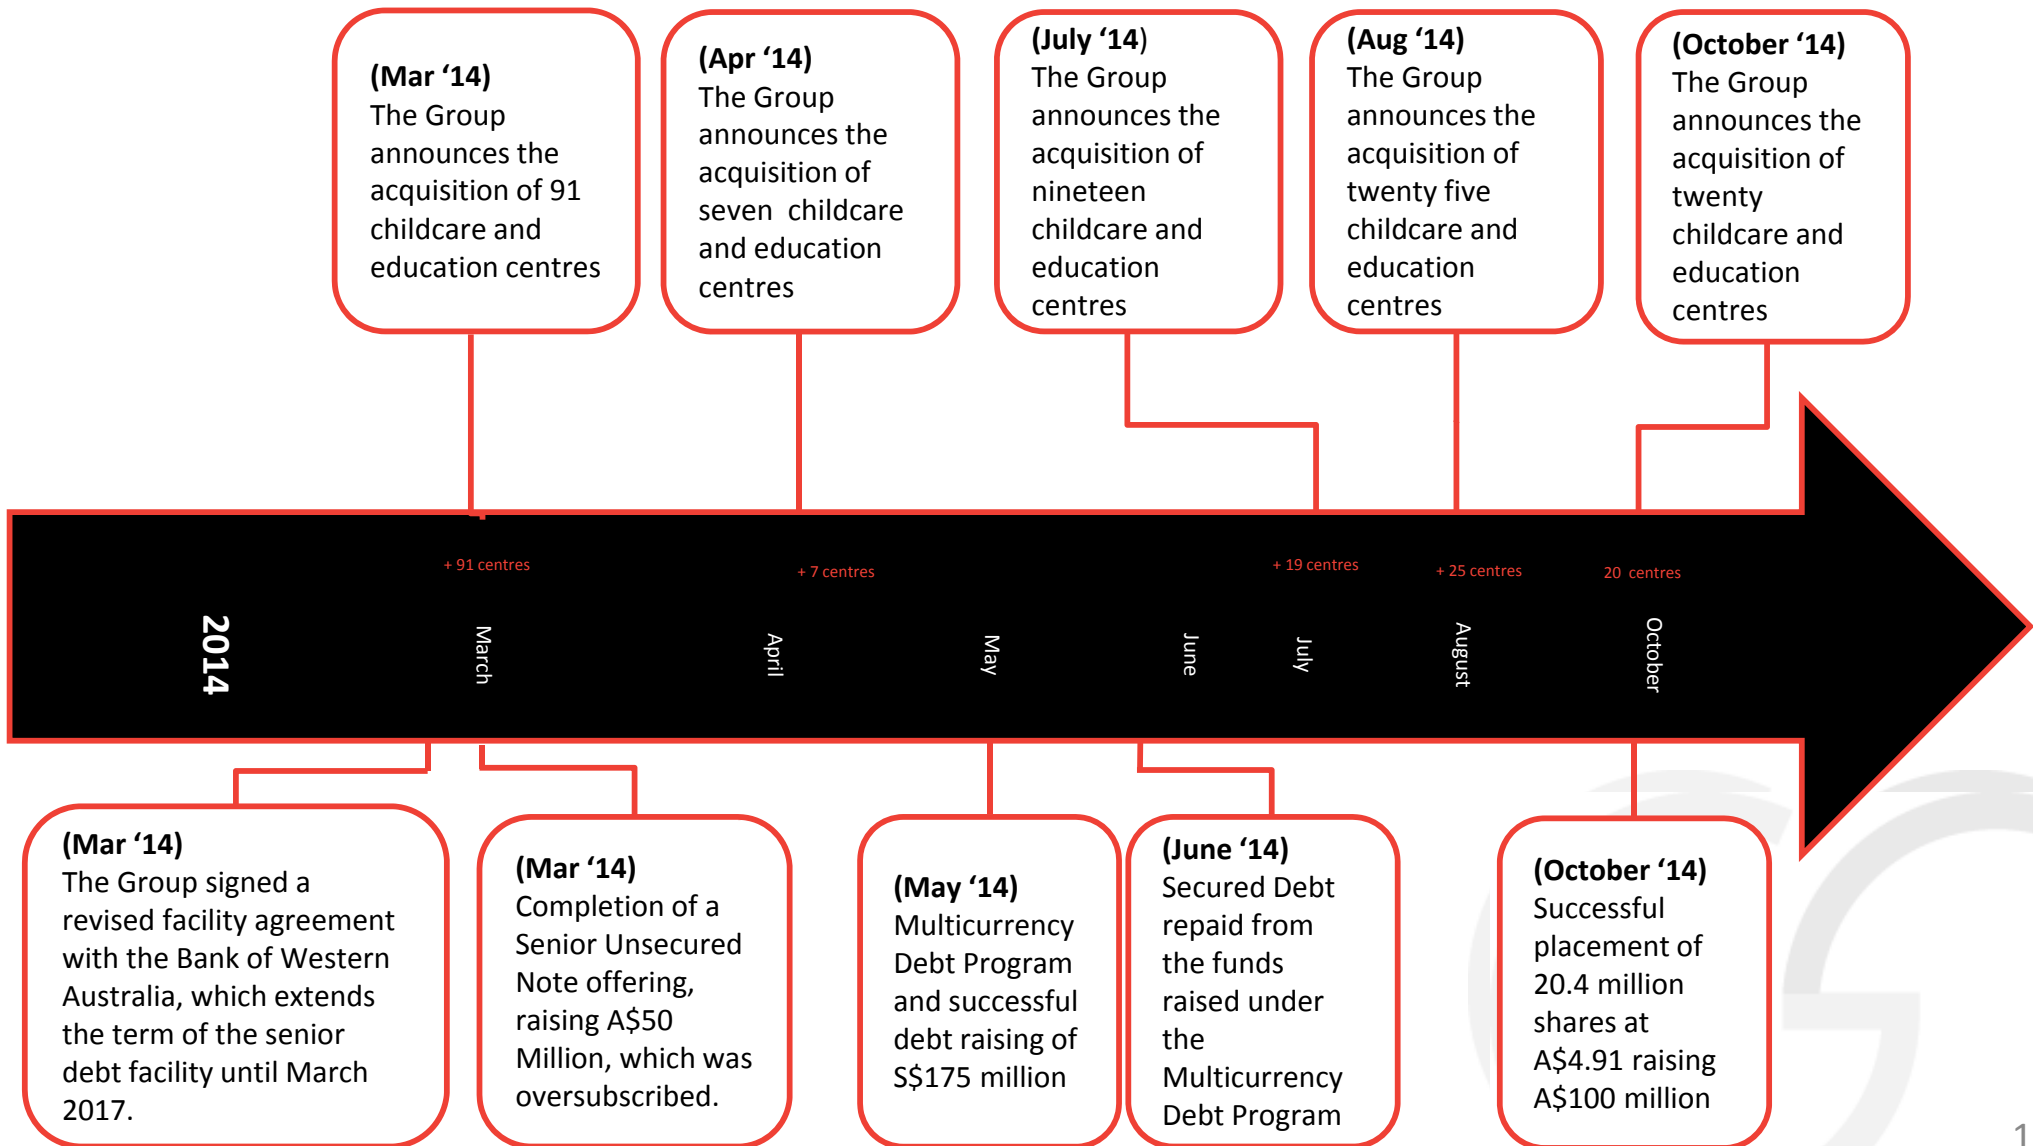 (Mar ‘14)
The Group
announces the
acquisition of 91
childcare and
education centres
(Apr ‘14)
The Group
announces the
acquisition of
seven  childcare
and education
centres
(July ‘14)
The Group
announces the
acquisition of
nineteen
childcare and
education
centres
(Aug ‘14)
The Group
announces the
acquisition of
twenty five
childcare and
education
centres
(October ‘14)
The Group
announces the
acquisition of
twenty
childcare and
education
centres
+ 91 centres
+ 7 centres
+ 19 centres
+ 25 centres
20  centres
2014
March
April
May
June
July
August
October
(Mar ‘14)
The Group signed a
revised facility agreement
with the Bank of Western
Australia, which extends
the term of the senior
debt facility until March
2017.
(Mar ‘14)
Completion of a
Senior Unsecured
Note offering,
raising A$50
Million, which was
oversubscribed.
(May ‘14)
Multicurrency
Debt Program
and successful
debt raising of
S$175 million
(June ‘14)
Secured Debt
repaid from
the funds
raised under
the
Multicurrency
Debt Program
(October ‘14)
Successful
placement of
20.4 million
shares at
A$4.91 raising
A$100 million